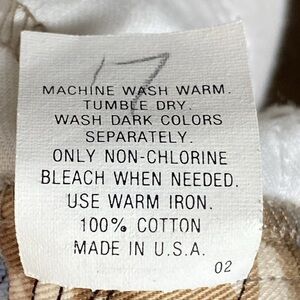 17
MACHINE WASH WARM.
TUMBLE DRY.
WASH DARK COLORS
SEPARATELY.
ONLY NON-CHLORINE
BLEACH WHEN NEEDED.
USE WARM IRON.
100% COTTON
MADE IN U.S.A.
02